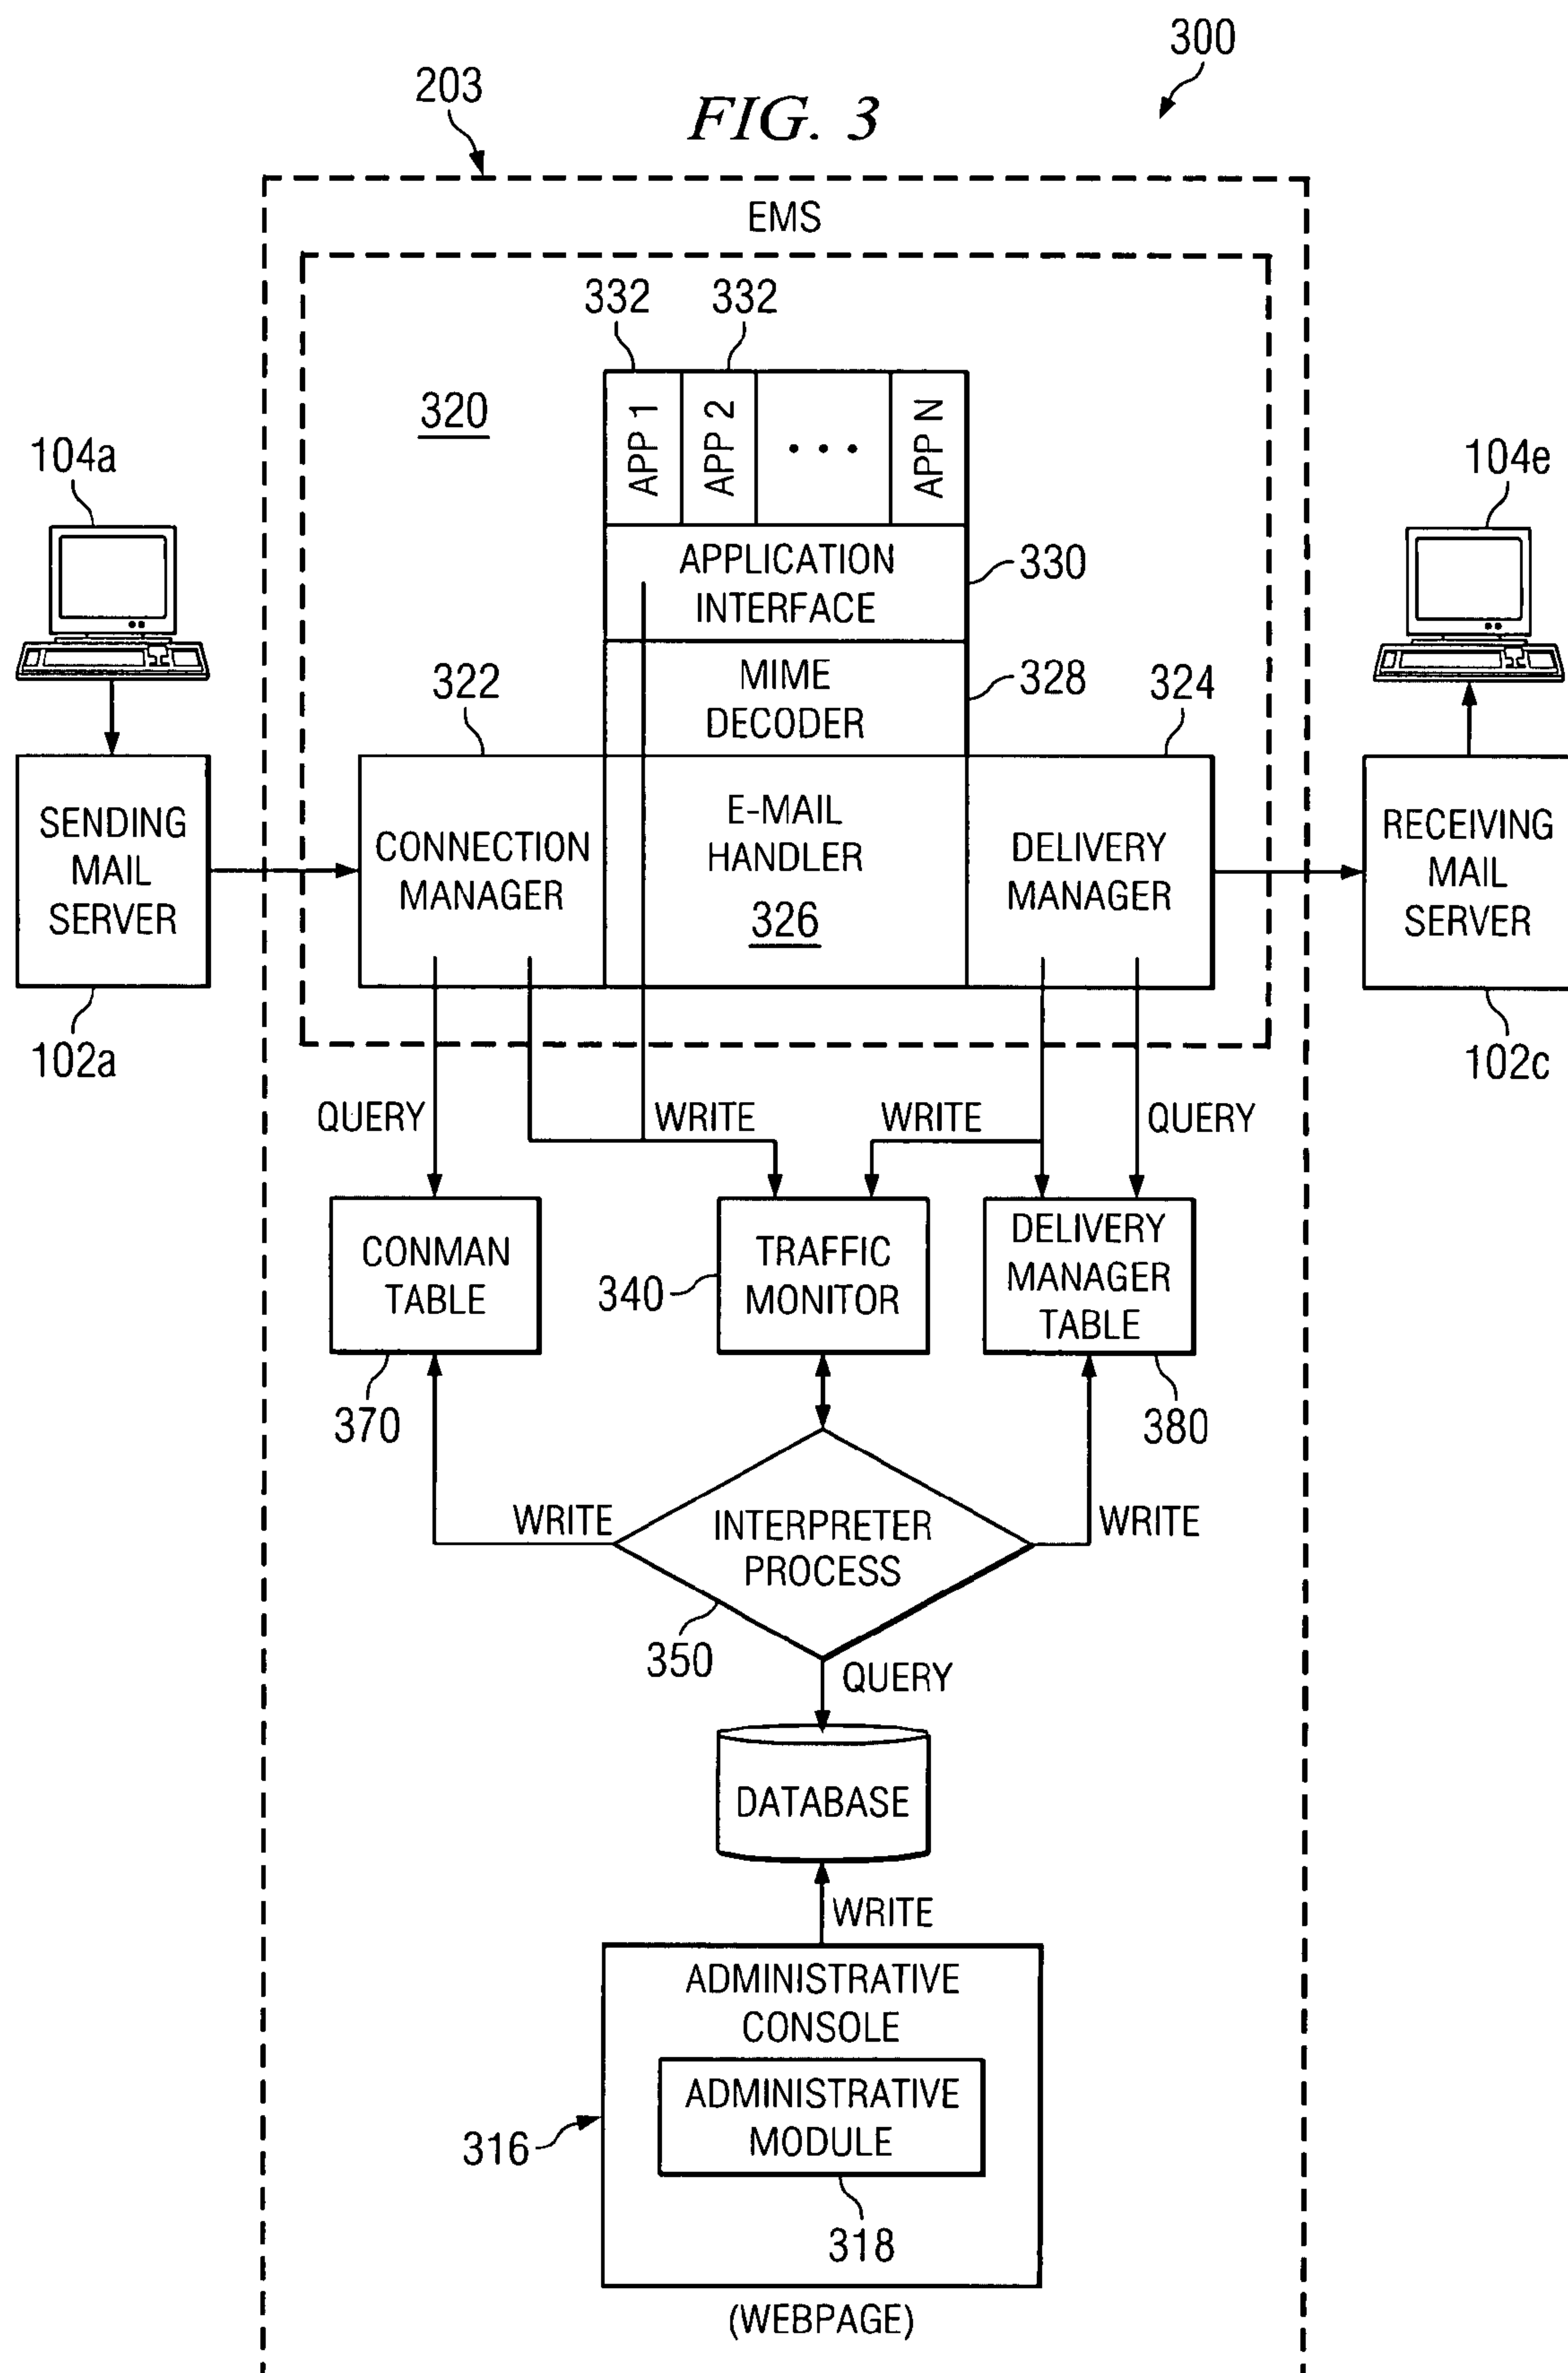 300
203
FIG. 3
EMS
332
332
320
APP 1
APP 2
• • •
APP N
104a
104e
APPLICATION
INTERFACE
330
322
MIME
DECODER
328
324
SENDING
MAIL
SERVER
CONNECTION
MANAGER
E-MAIL
HANDLER
326
DELIVERY
MANAGER
RECEIVING
MAIL
SERVER
102a
102c
QUERY
WRITE
WRITE
QUERY
CONMAN
TABLE
340
TRAFFIC
MONITOR
DELIVERY
MANAGER
TABLE
370
380
WRITE
INTERPRETER
PROCESS
WRITE
350
QUERY
DATABASE
WRITE
ADMINISTRATIVE
CONSOLE
ADMINISTRATIVE
MODULE
316
318
(WEBPAGE)